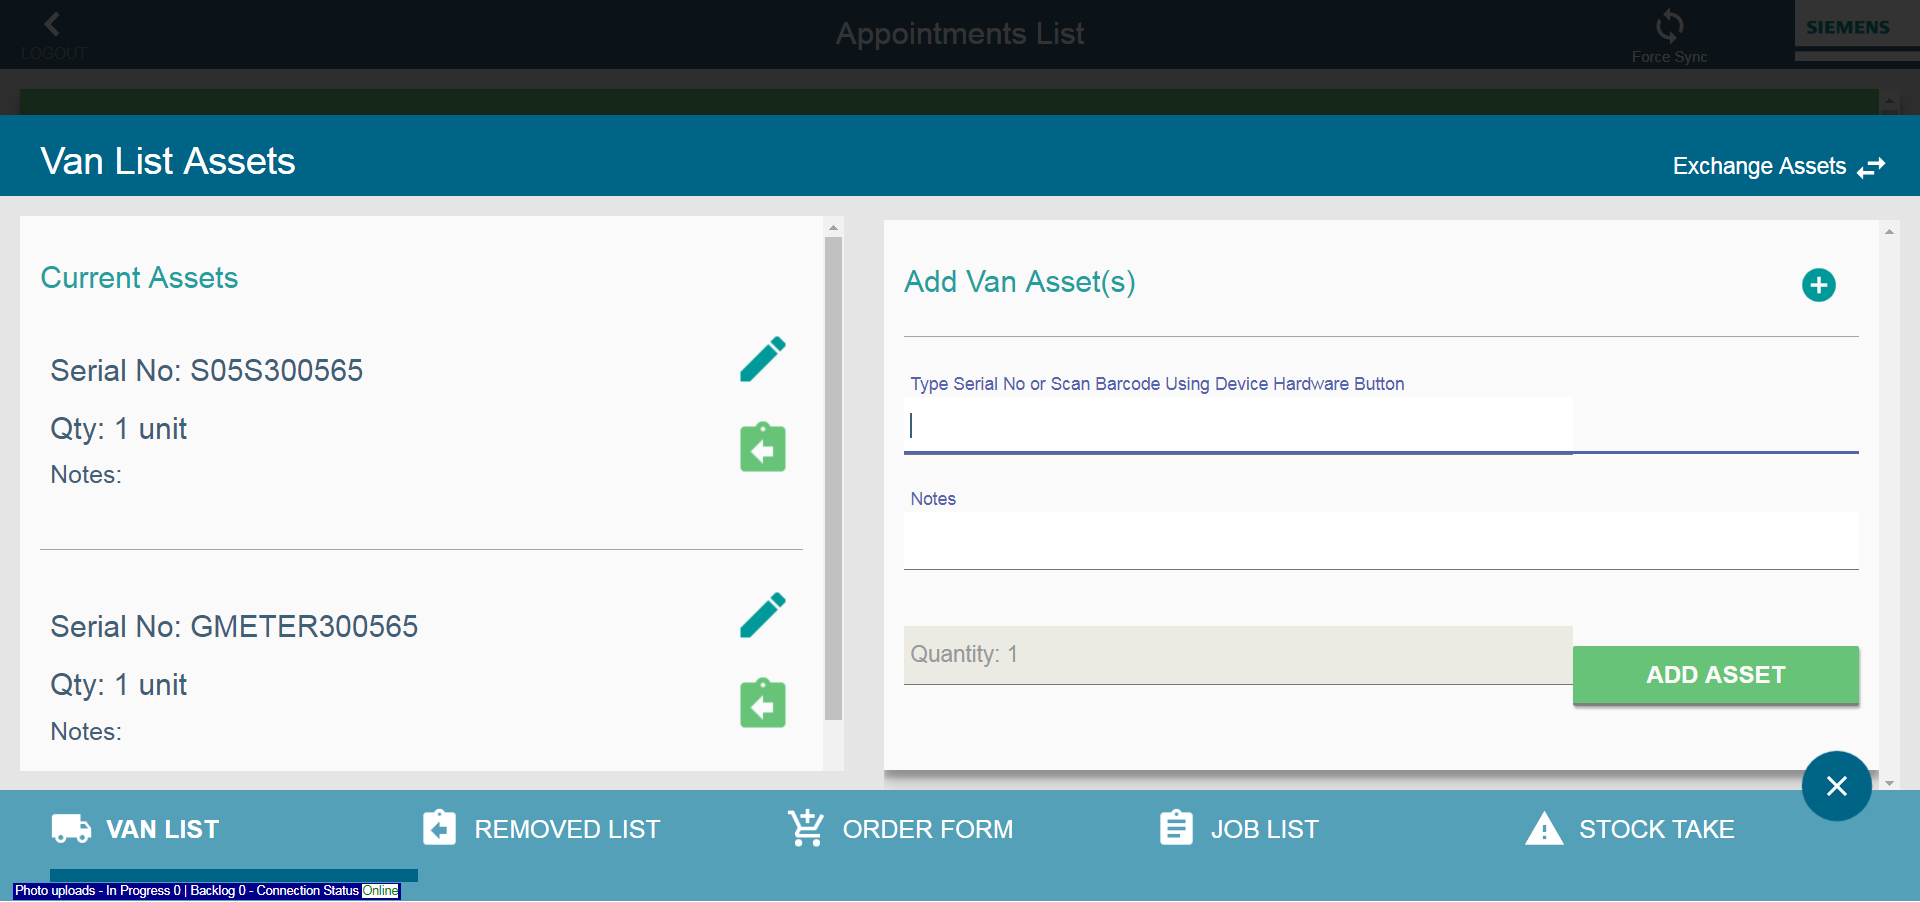 LOGOUT
Appointments List
Force Sync
SIEMENS
Van List Assets
Exchange Assets
Current Assets
Serial No: S05S300565
Qty: 1 unit
Notes:
Serial No: GMETER300565
Qty: 1 unit
Notes:
Add Van Asset(s)
Type Serial No or Scan Barcode Using Device Hardware Button
Notes
Quantity: 1
ADD ASSET
VAN LIST
REMOVED LIST
ORDER FORM
JOB LIST
STOCK TAKE
Photo uploads - In Progress 0 | Backlog 0 - Connection Status Online